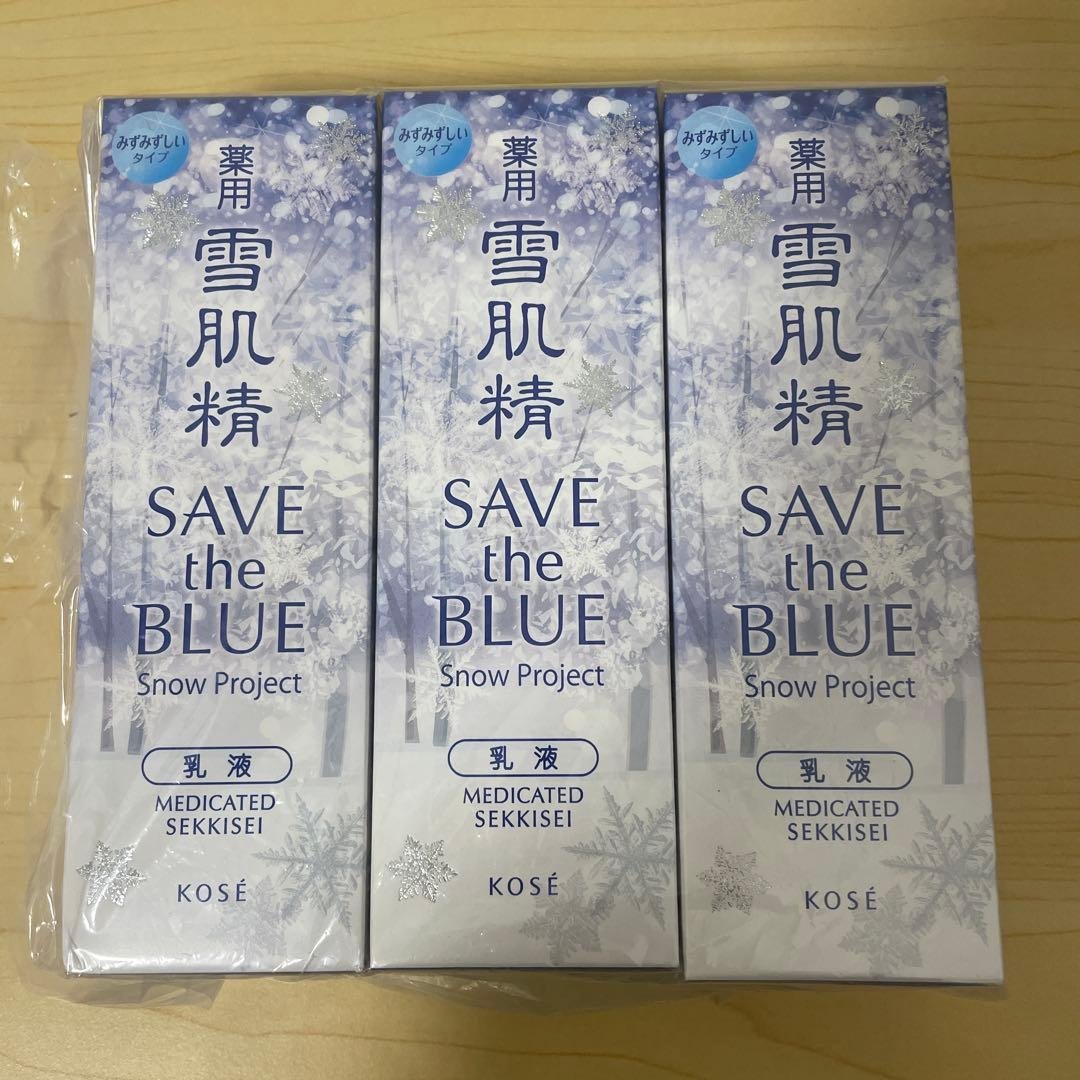 みずみずしい
タイプ
薬用
雪肌精
SAVE
the
BLUE
Snow Project
乳液
MEDICATED
SEKKISEI
KOSÉ
みずみずしい
タイプ
薬用
雪肌精
SAVE
the
BLUE
Snow Project
乳液
MEDICATED
SEKKISEI
KOSÉ
みずみずしい
タイプ
薬用
雪肌精
SAVE
the
BLUE
Snow Project
乳液
MEDICATED
SEKKISEI
KOSÉ